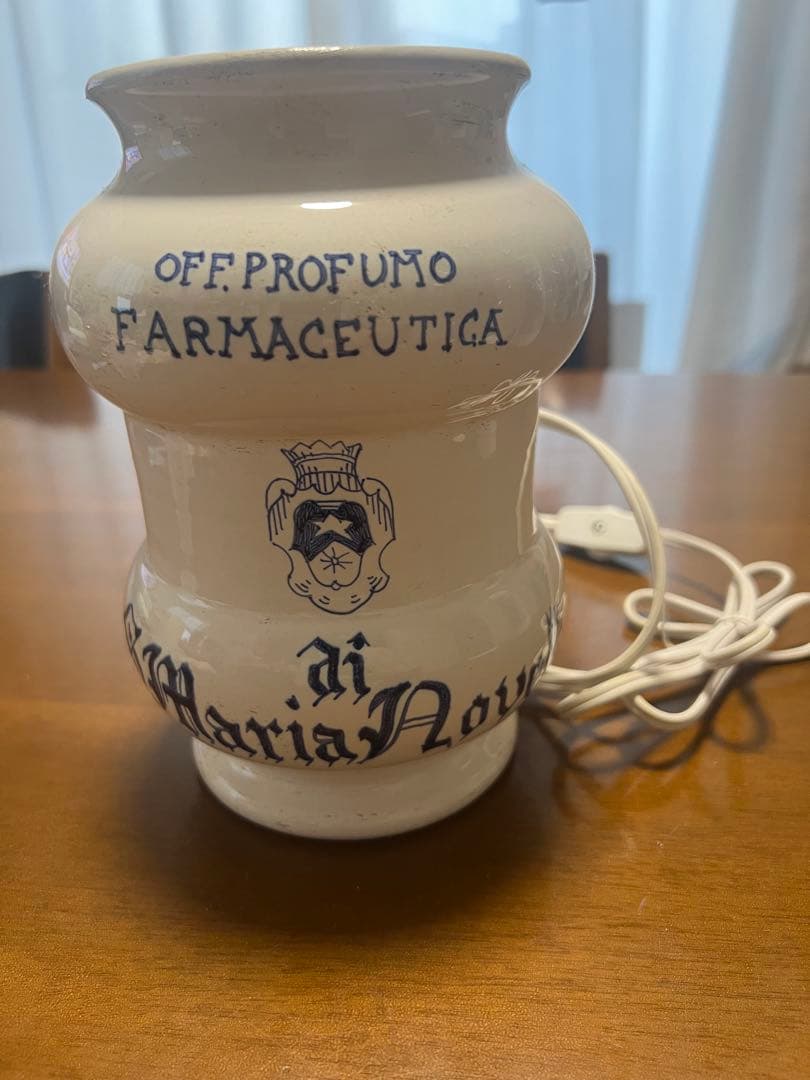 OFF. PROFUMO
FARMACEUTICA
di
Maria